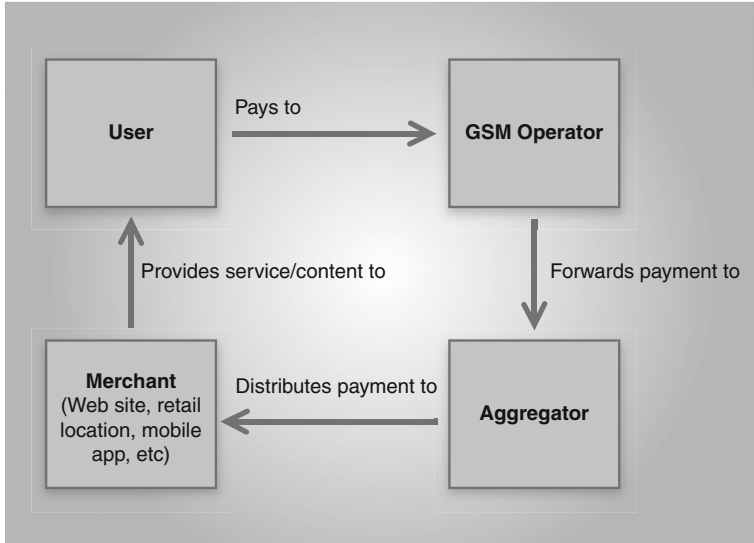 User
Pays to
GSM Operator
Provides service/content to
Forwards payment to
Merchant
(Web site, retail
location, mobile
app, etc)
Distributes payment to
Aggregator